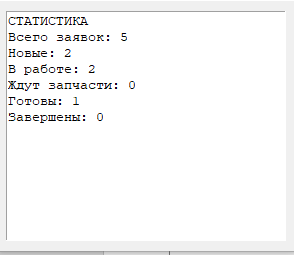 СТАТИСТИКА
Всего заявок: 5
Новые: 2
В работе: 2
Ждут запчасти: 0
Готовы: 1
Завершены: 0